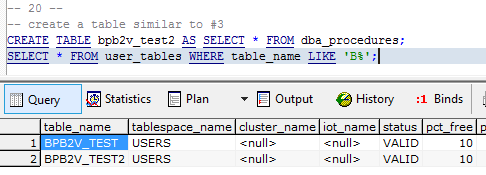 -- 20 --
-- create a table similar to #3
CREATE TABLE bpb2v_test2 AS SELECT * FROM dba_procedures;
SELECT * FROM user_tables WHERE table_name LIKE 'B%';
Query Statistics Plan Output History :1 Binds
table_name tablespace_name cluster_name iot_name status pct_free p
1 BPB2V_TEST USERS <null> <null> VALID 10
2 BPB2V_TEST2 USERS <null> <null> VALID 10